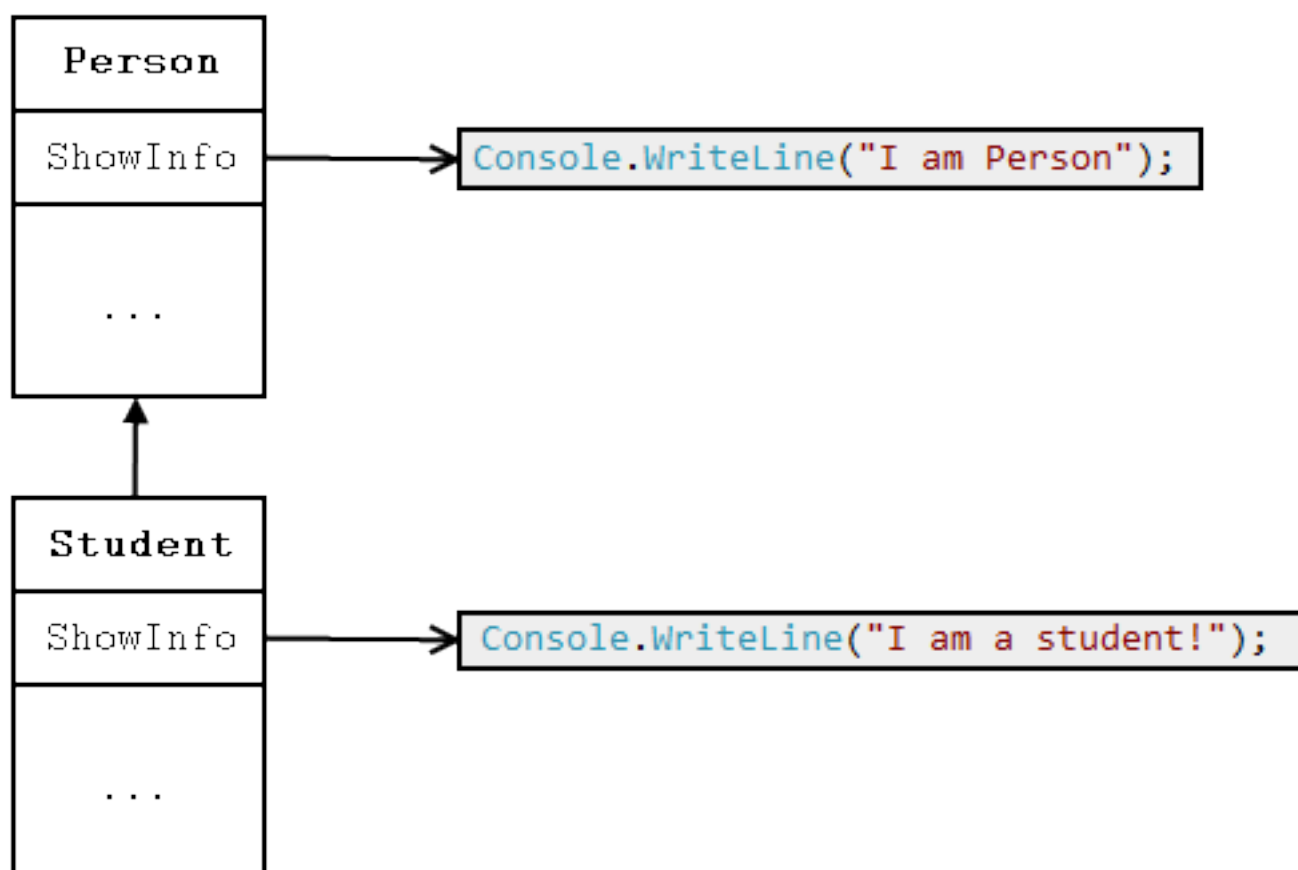 Person
ShowInfo
Console.WriteLine("I am Person");
...
Student
ShowInfo
Console.WriteLine("I am a student!");
...